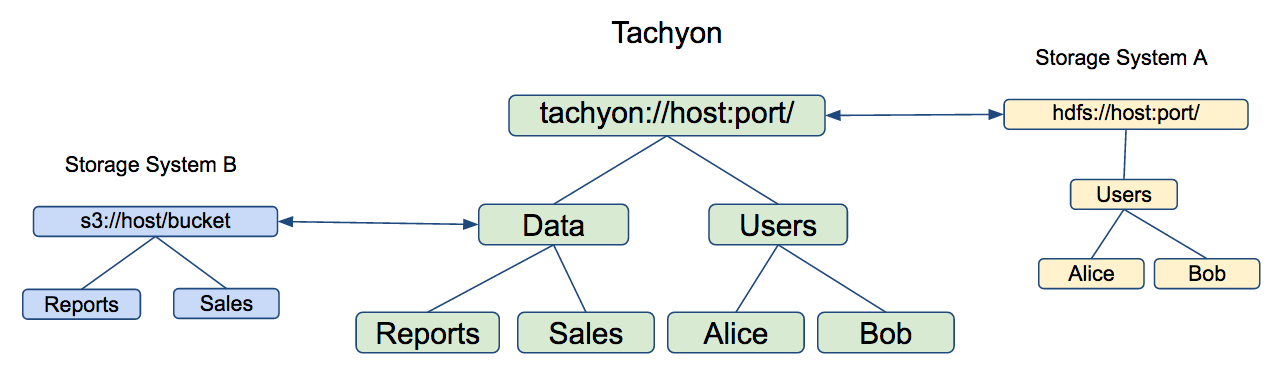 Tachyon
Storage System A
tachyon://host:port/
hdfs://host:port/
Storage System B
Users
s3://host/bucket
Data
Users
Alice
Bob
Reports
Sales
Reports
Sales
Alice
Bob